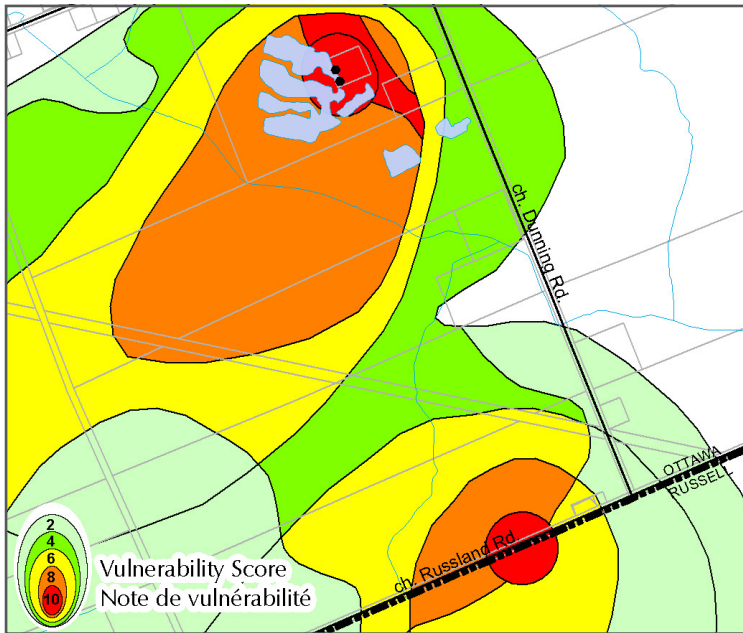 ch. Dunning Rd.
OTTAWA
RUSSELL
ch. Russland Rd.
2
4
6
8
10
Vulnerability Score
Note de vulnérabilité